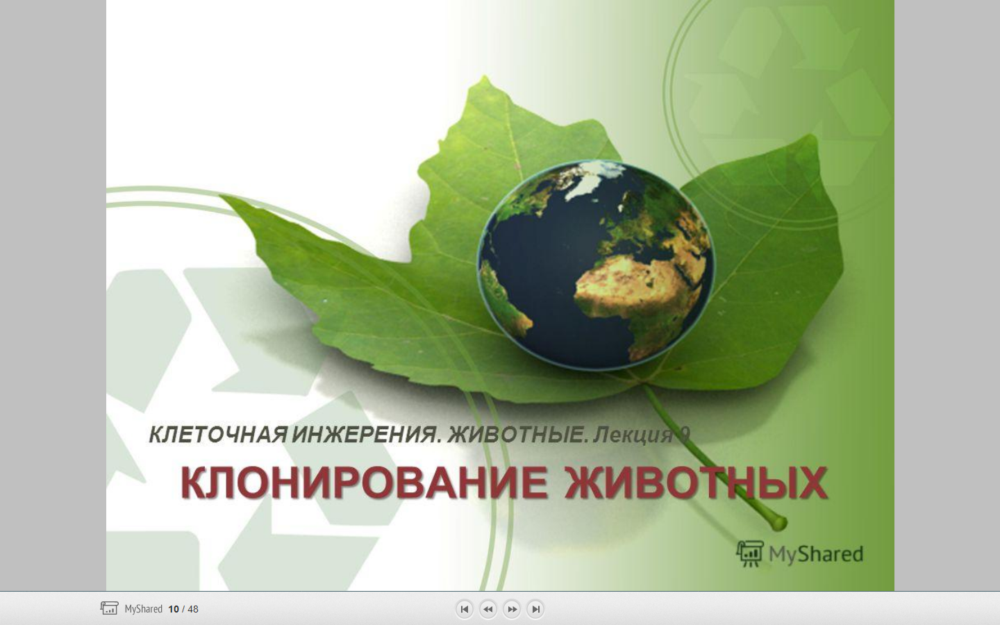 КЛЕТОЧНАЯ ИНЖЕРЕНИЯ. ЖИВОТНЫЕ. Лекция 9
КЛОНИРОВАНИЕ ЖИВОТНЫХ
MyShared
MyShared 10 / 48